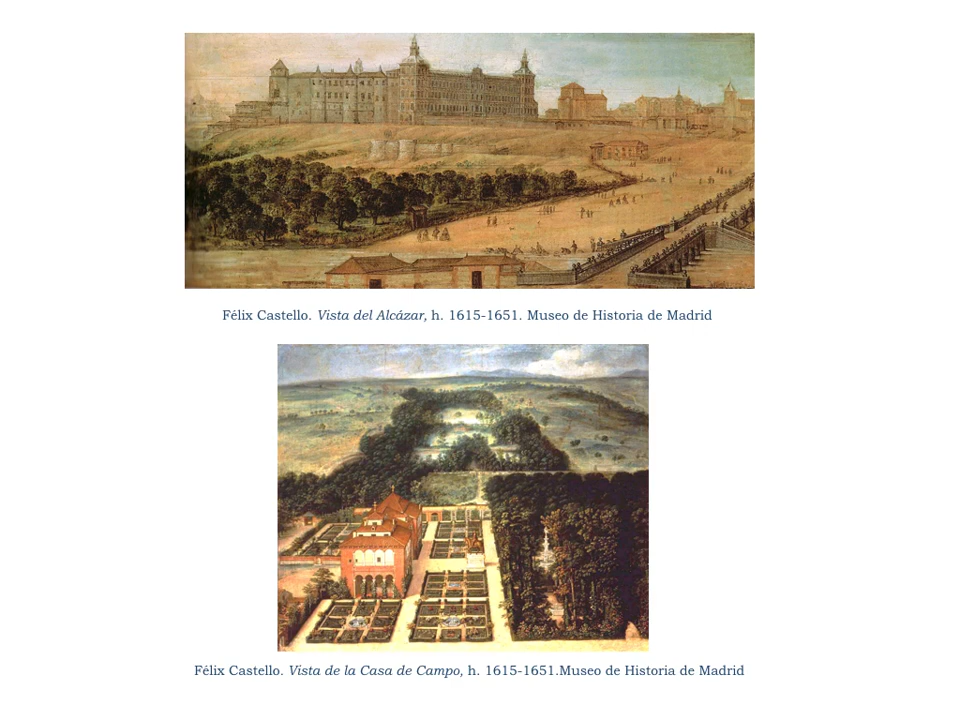 Félix Castello. Vista del Alcázar, h. 1615-1651. Museo de Historia de Madrid
Félix Castello. Vista de la Casa de Campo, h. 1615-1651.Museo de Historia de Madrid